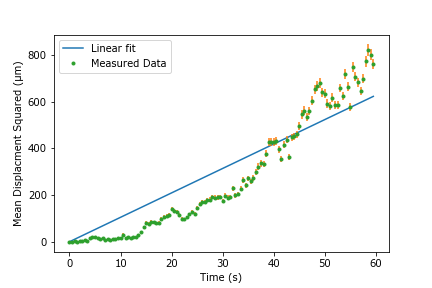 Linear fit
Measured Data
Mean Displacment Squared (μm)
800
600
400
200
0
0 10 20 30 40 50 60
Time (s)